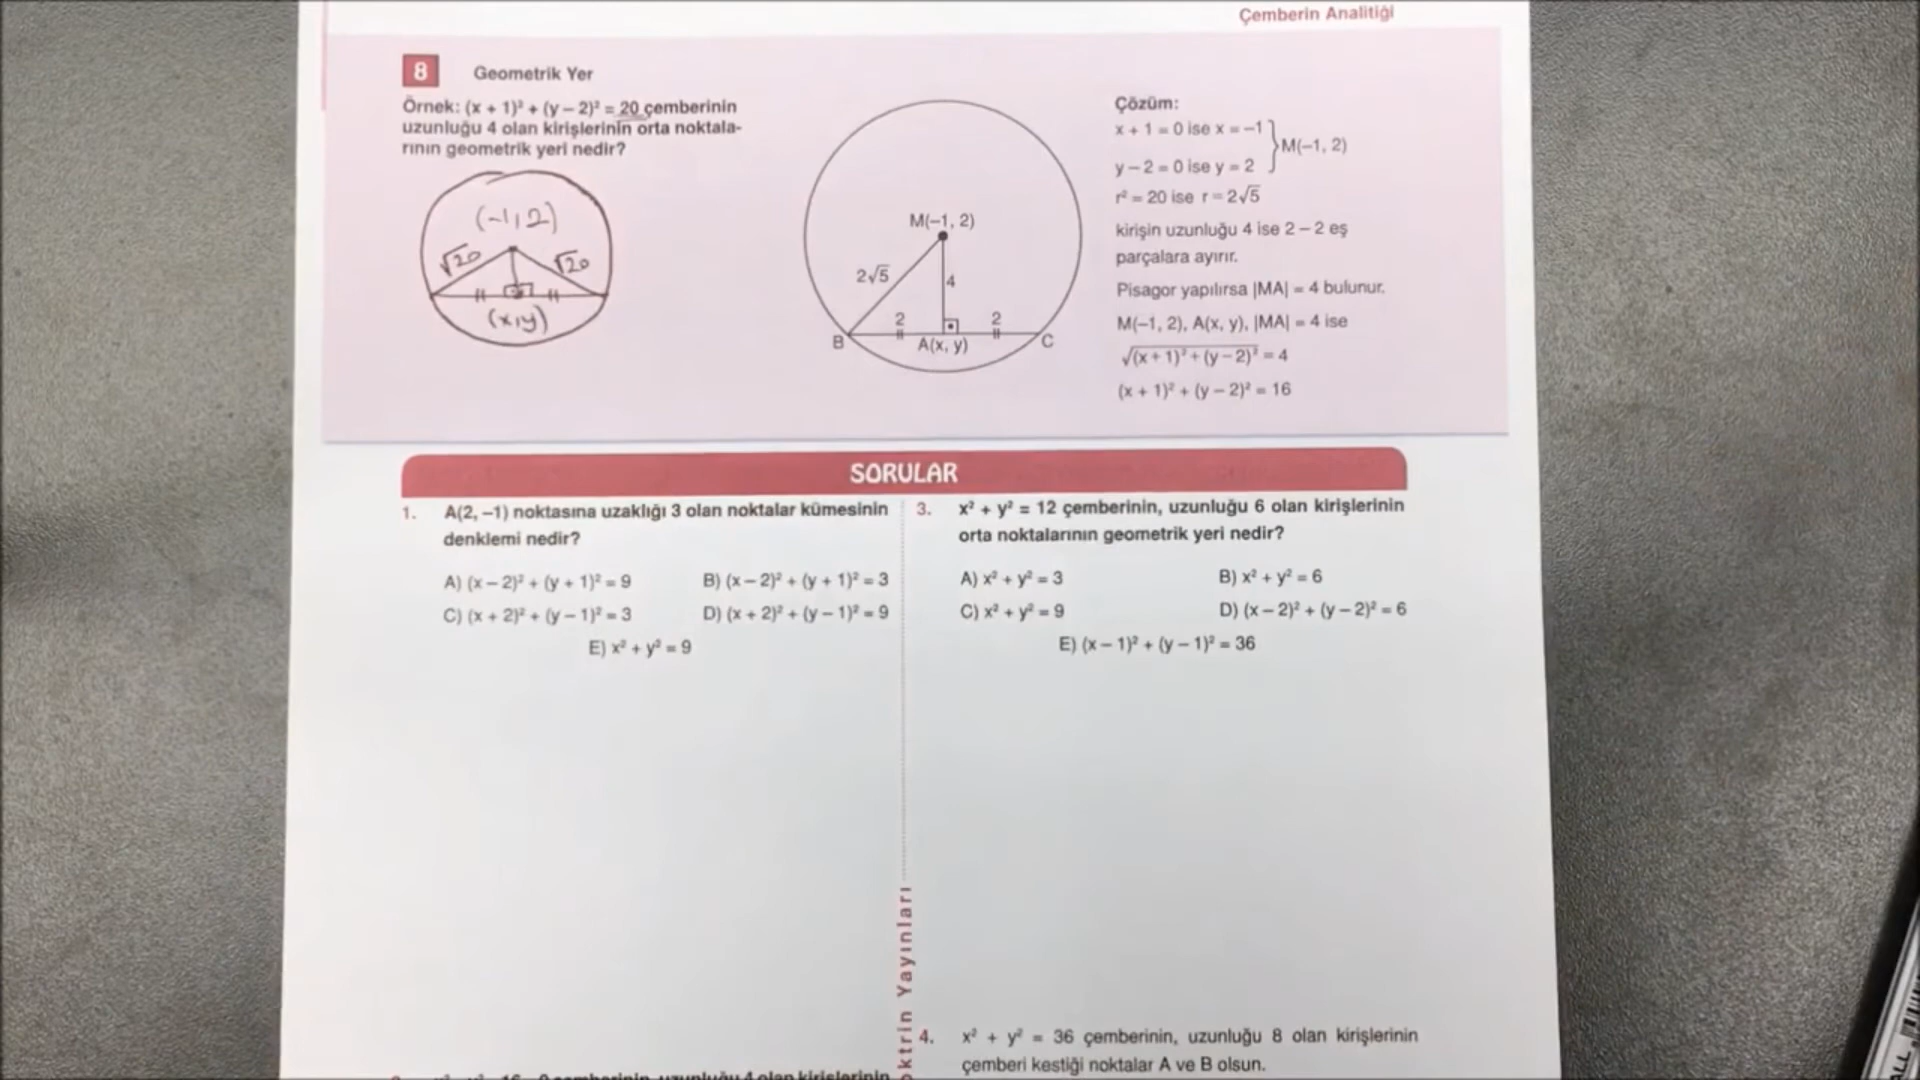 Çemberin Analitiği
8 Geometrik Yer
Örnek: (x + 1)² + (y – 2)² = 20 çemberinin
uzunluğu 4 olan kirişlerinin orta noktala-
rının geometrik yeri nedir?
(-1,2)
√20 √20
(x,y)
M(–1, 2)
2√5
4
2 2
B A(x, y) C
Çözüm:
x + 1 = 0 ise x = –1
M(–1, 2)
y – 2 = 0 ise y = 2
r² = 20 ise r = 2√5
kirişin uzunluğu 4 ise 2 – 2 eş
parçalara ayırır.
Pisagor yapılırsa |MA| = 4 bulunur.
M(–1, 2), A(x, y), |MA| = 4 ise
√(x + 1)² + (y – 2)² = 4
(x + 1)² + (y – 2)² = 16
SORULAR
1. A(2, –1) noktasına uzaklığı 3 olan noktalar kümesinin
denklemi nedir?
A) (x – 2)² + (y + 1)² = 9 B) (x – 2)² + (y + 1)² = 3
C) (x + 2)² + (y – 1)² = 3 D) (x + 2)² + (y – 1)² = 9
E) x² + y² = 9
3. x² + y² = 12 çemberinin, uzunluğu 6 olan kirişlerinin
orta noktalarının geometrik yeri nedir?
A) x² + y² = 3 B) x² + y² = 6
C) x² + y² = 9 D) (x – 2)² + (y – 2)² = 6
E) (x – 1)² + (y – 1)² = 36
Yayınları
4. x² + y² = 36 çemberinin, uzunluğu 8 olan kirişlerinin
çemberi kestiği noktalar A ve B olsun.
çemberinin, uzunluğu 4 olan kirişlerinin